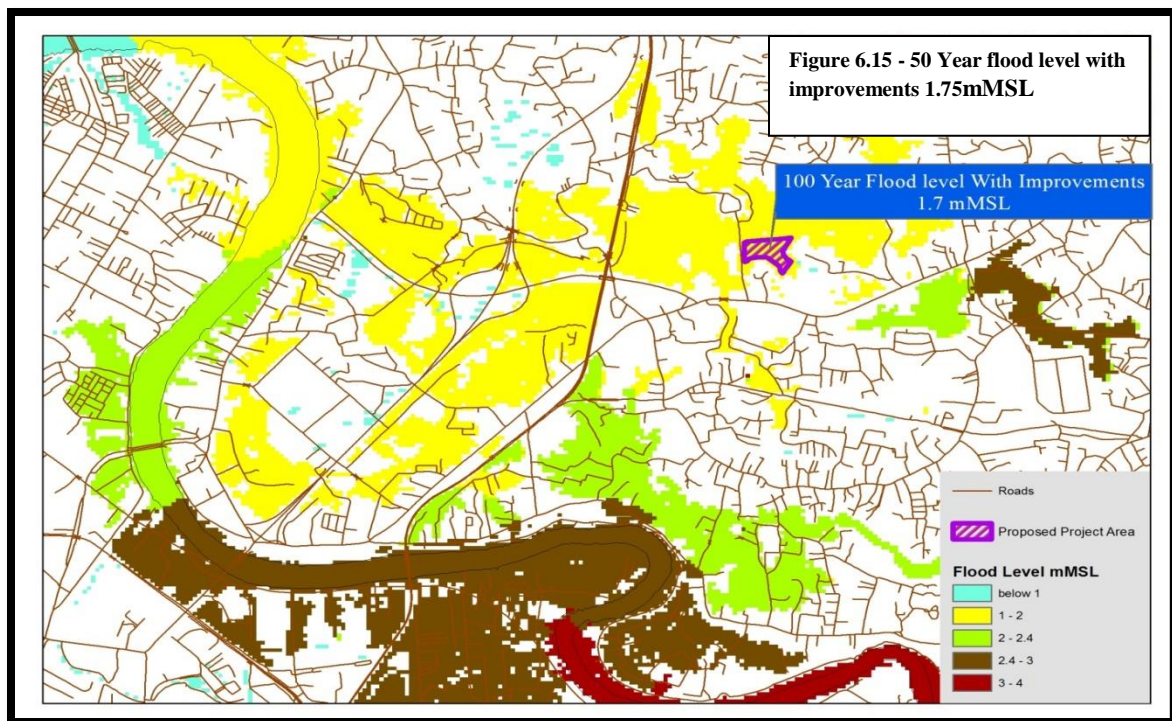 Figure 6.15 - 50 Year flood level with
improvements 1.75mMSL
100 Year Flood level With Improvements
1.7 mMSL
Roads
Proposed Project Area
Flood Level mMSL
below 1
1 - 2
2 - 2.4
2.4 - 3
3 - 4